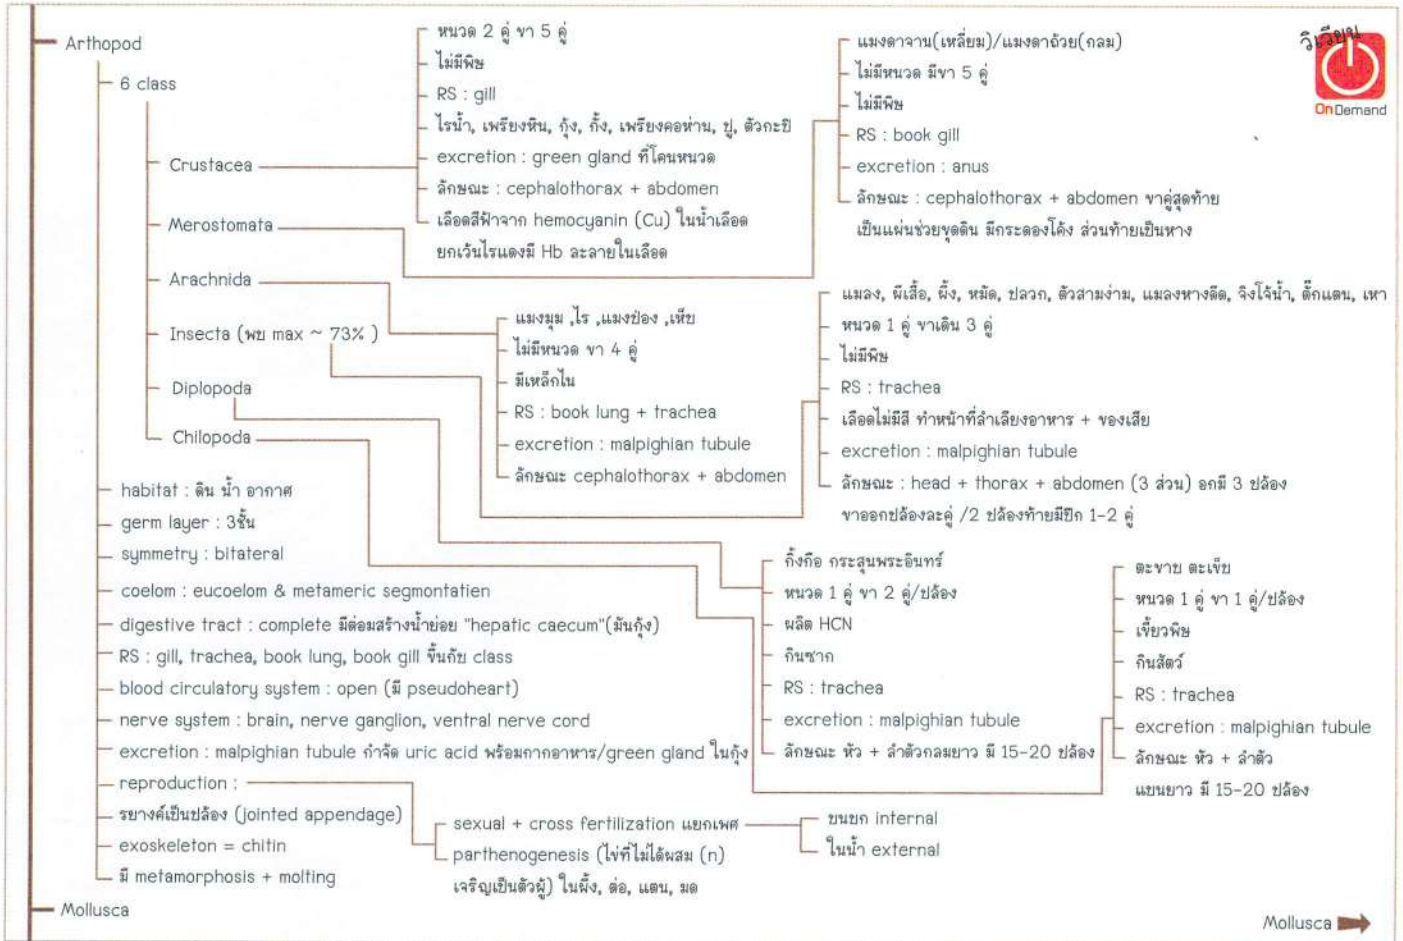 วิเวียน
OnDemand
Arthopod
6 class
Crustacea
หนวด 2 คู่ ขา 5 คู่
ไม่มีพิษ
RS : gill
ไรน้ำ, เพรียงหิน, กุ้ง, กั้ง, เพรียงคอห่าน, ปู, ตัวกะปิ
excretion : green gland ที่โคนหนวด
ลักษณะ : cephalothorax + abdomen
เลือดสีฟ้าจาก hemocyanin (Cu) ในน้ำเลือด
ยกเว้นไรแดงมี Hb ละลายในเลือด
Merostomata
แมงดาจาน(เหลี่ยม)/แมงดาถ้วย(กลม)
ไม่มีหนวด มีขา 5 คู่
ไม่มีพิษ
RS : book gill
excretion : anus
ลักษณะ : cephalothorax + abdomen ขาคู่สุดท้าย
เป็นแผ่นช่วยขุดดิน มีกระดองโค้ง ส่วนท้ายเป็นหาง
Arachnida
แมงมุม ,ไร ,แมงป่อง ,เห็บ
ไม่มีหนวด ขา 4 คู่
มีเหล็กไน
RS : book lung + trachea
excretion : malpighian tubule
ลักษณะ cephalothorax + abdomen
Insecta (พบ max ~ 73% )
แมลง, ผีเสื้อ, ผึ้ง, หมัด, ปลวก, ตัวสามง่าม, แมลงหางดีด, จิงโจ้น้ำ, ตั๊กแตน, เหา
หนวด 1 คู่ ขาเดิน 3 คู่
ไม่มีพิษ
RS : trachea
เลือดไม่มีสี ทำหน้าที่ลำเลียงอาหาร + ของเสีย
excretion : malpighian tubule
ลักษณะ : head + thorax + abdomen (3 ส่วน) อกมี 3 ปล้อง
ขาออกปล้องละคู่ /2 ปล้องท้ายมีปีก 1-2 คู่
Diplopoda
กิ้งกือ กระสุนพระอินทร์
หนวด 1 คู่ ขา 2 คู่/ปล้อง
ผลิต HCN
กินซาก
RS : trachea
excretion : malpighian tubule
ลักษณะ หัว + ลำตัวกลมยาว มี 15-20 ปล้อง
Chilopoda
ตะขาบ ตะเข็บ
หนวด 1 คู่ ขา 1 คู่/ปล้อง
เขี้ยวพิษ
กินสัตว์
RS : trachea
excretion : malpighian tubule
ลักษณะ หัว + ลำตัว
แบนยาว มี 15-20 ปล้อง
habitat : ดิน น้ำ อากาศ
germ layer : 3ชั้น
symmetry : bitateral
coelom : eucoelom & metameric segmontatien
digestive tract : complete มีต่อมสร้างน้ำย่อย "hepatic caecum"(มันกุ้ง)
RS : gill, trachea, book lung, book gill ขึ้นกับ class
blood circulatory system : open (มี pseudoheart)
nerve system : brain, nerve ganglion, ventral nerve cord
excretion : malpighian tubule กำจัด uric acid พร้อมกากอาหาร/green gland ในกุ้ง
reproduction :
sexual + cross fertilization แยกเพศ
บนบก internal
ในน้ำ external
parthenogenesis (ไข่ที่ไม่ได้ผสม (n)
เจริญเป็นตัวผู้) ในผึ้ง, ต่อ, แตน, มด
รยางค์เป็นปล้อง (jointed appendage)
exoskeleton = chitin
มี metamorphosis + molting
Mollusca
Mollusca